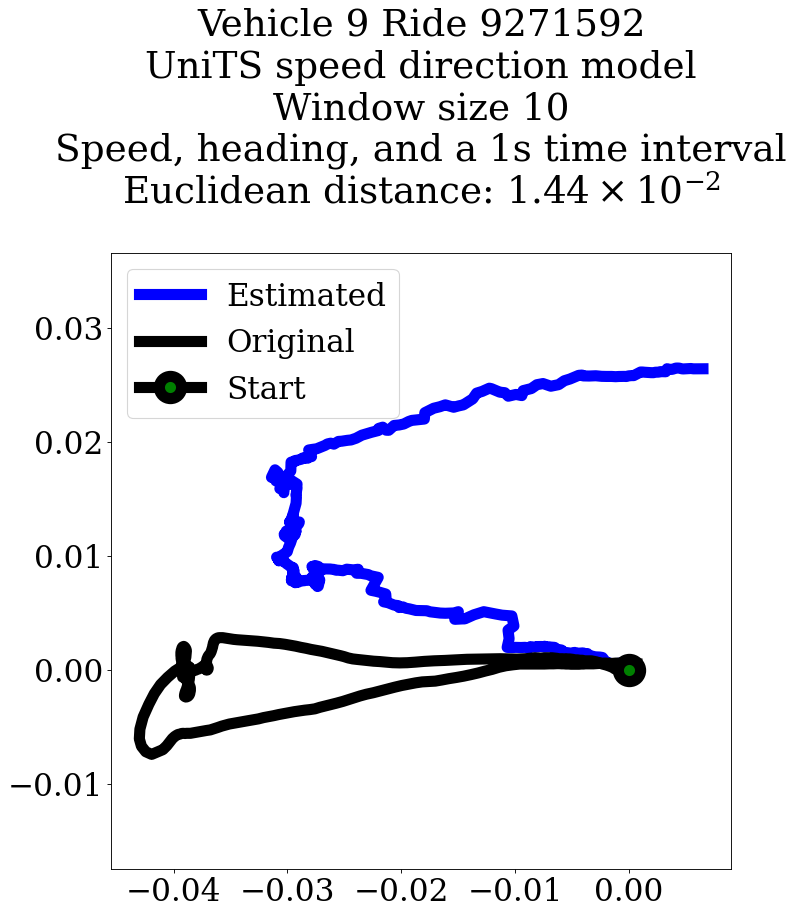 Vehicle 9 Ride 9271592
UniTS speed direction model
Window size 10
Speed, heading, and a 1s time interval
Euclidean distance: 1.44 × 10⁻²
Estimated
Original
Start
0.03
0.02
0.01
0.00
−0.01
−0.04 −0.03 −0.02 −0.01 0.00